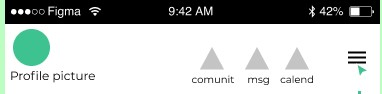 Figma 9:42 AM 42%
comunit msg calend
Profile picture